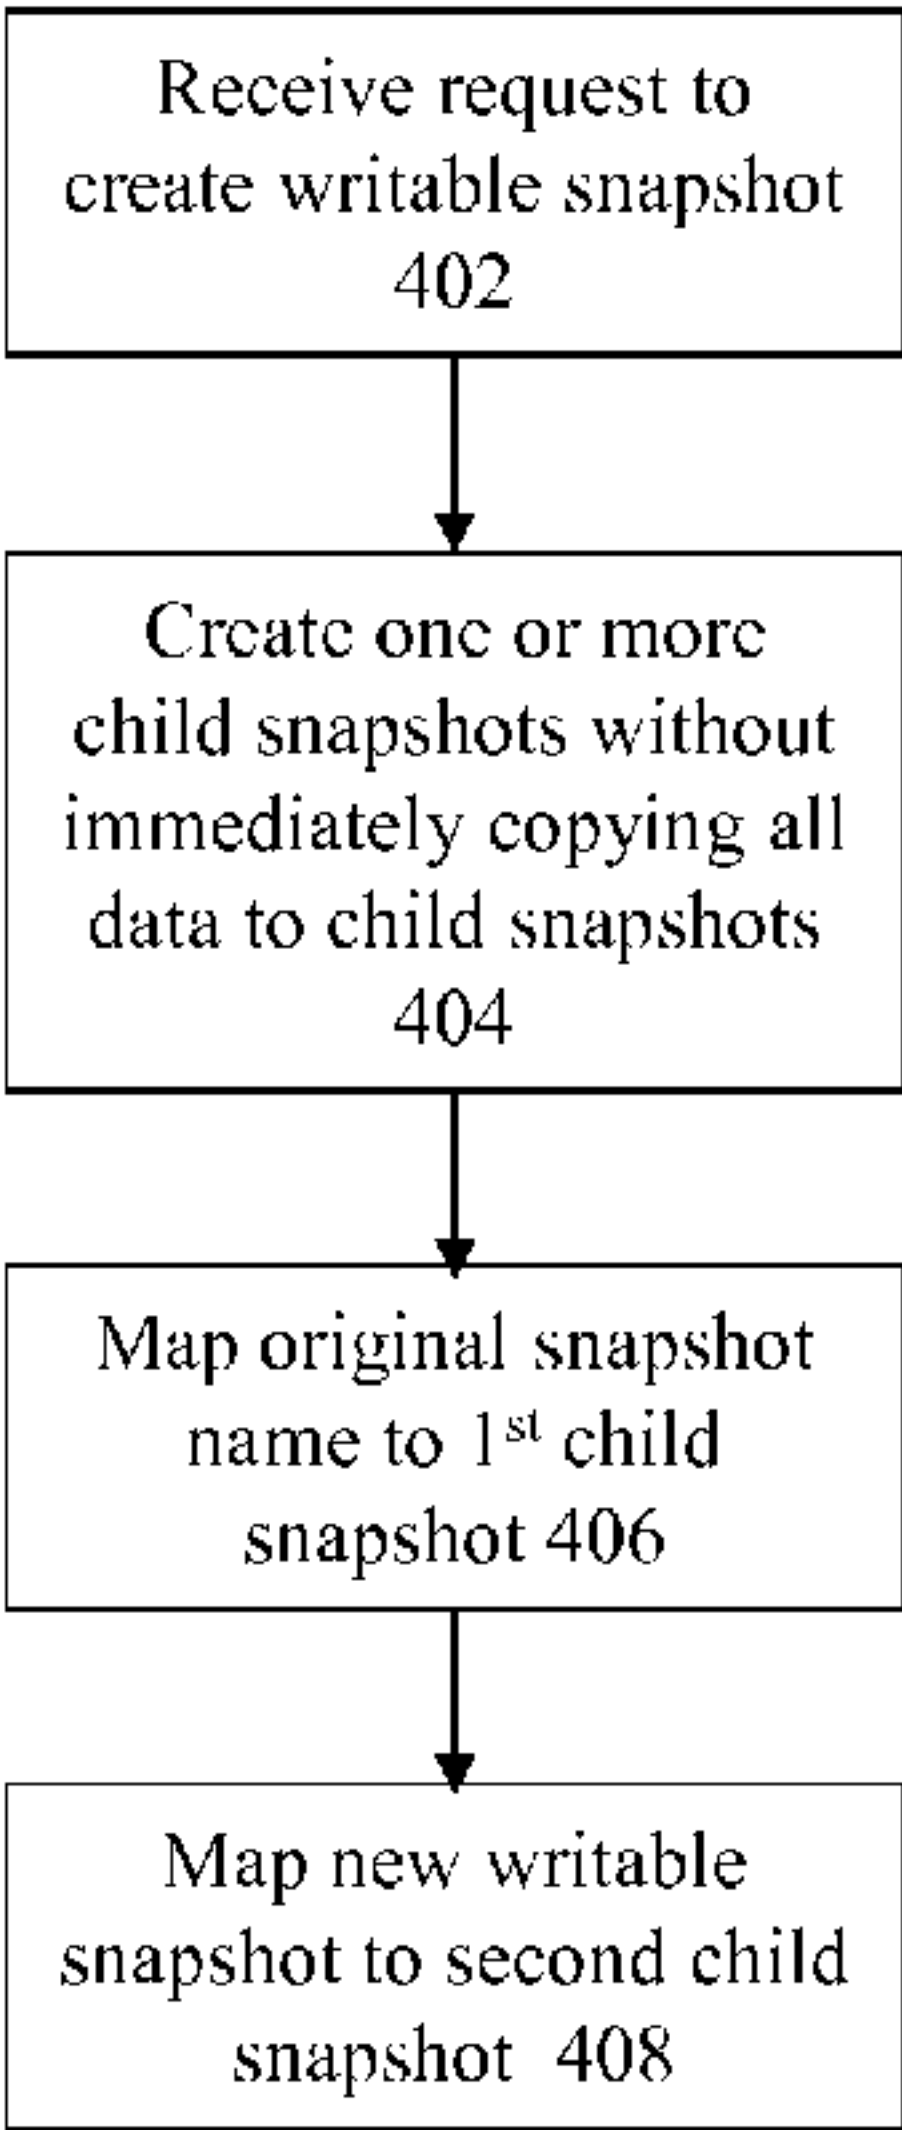 Receive request to
create writable snapshot
402
Create one or more
child snapshots without
immediately copying all
data to child snapshots
404
Map original snapshot
name to 1st child
snapshot 406
Map new writable
snapshot to second child
snapshot 408